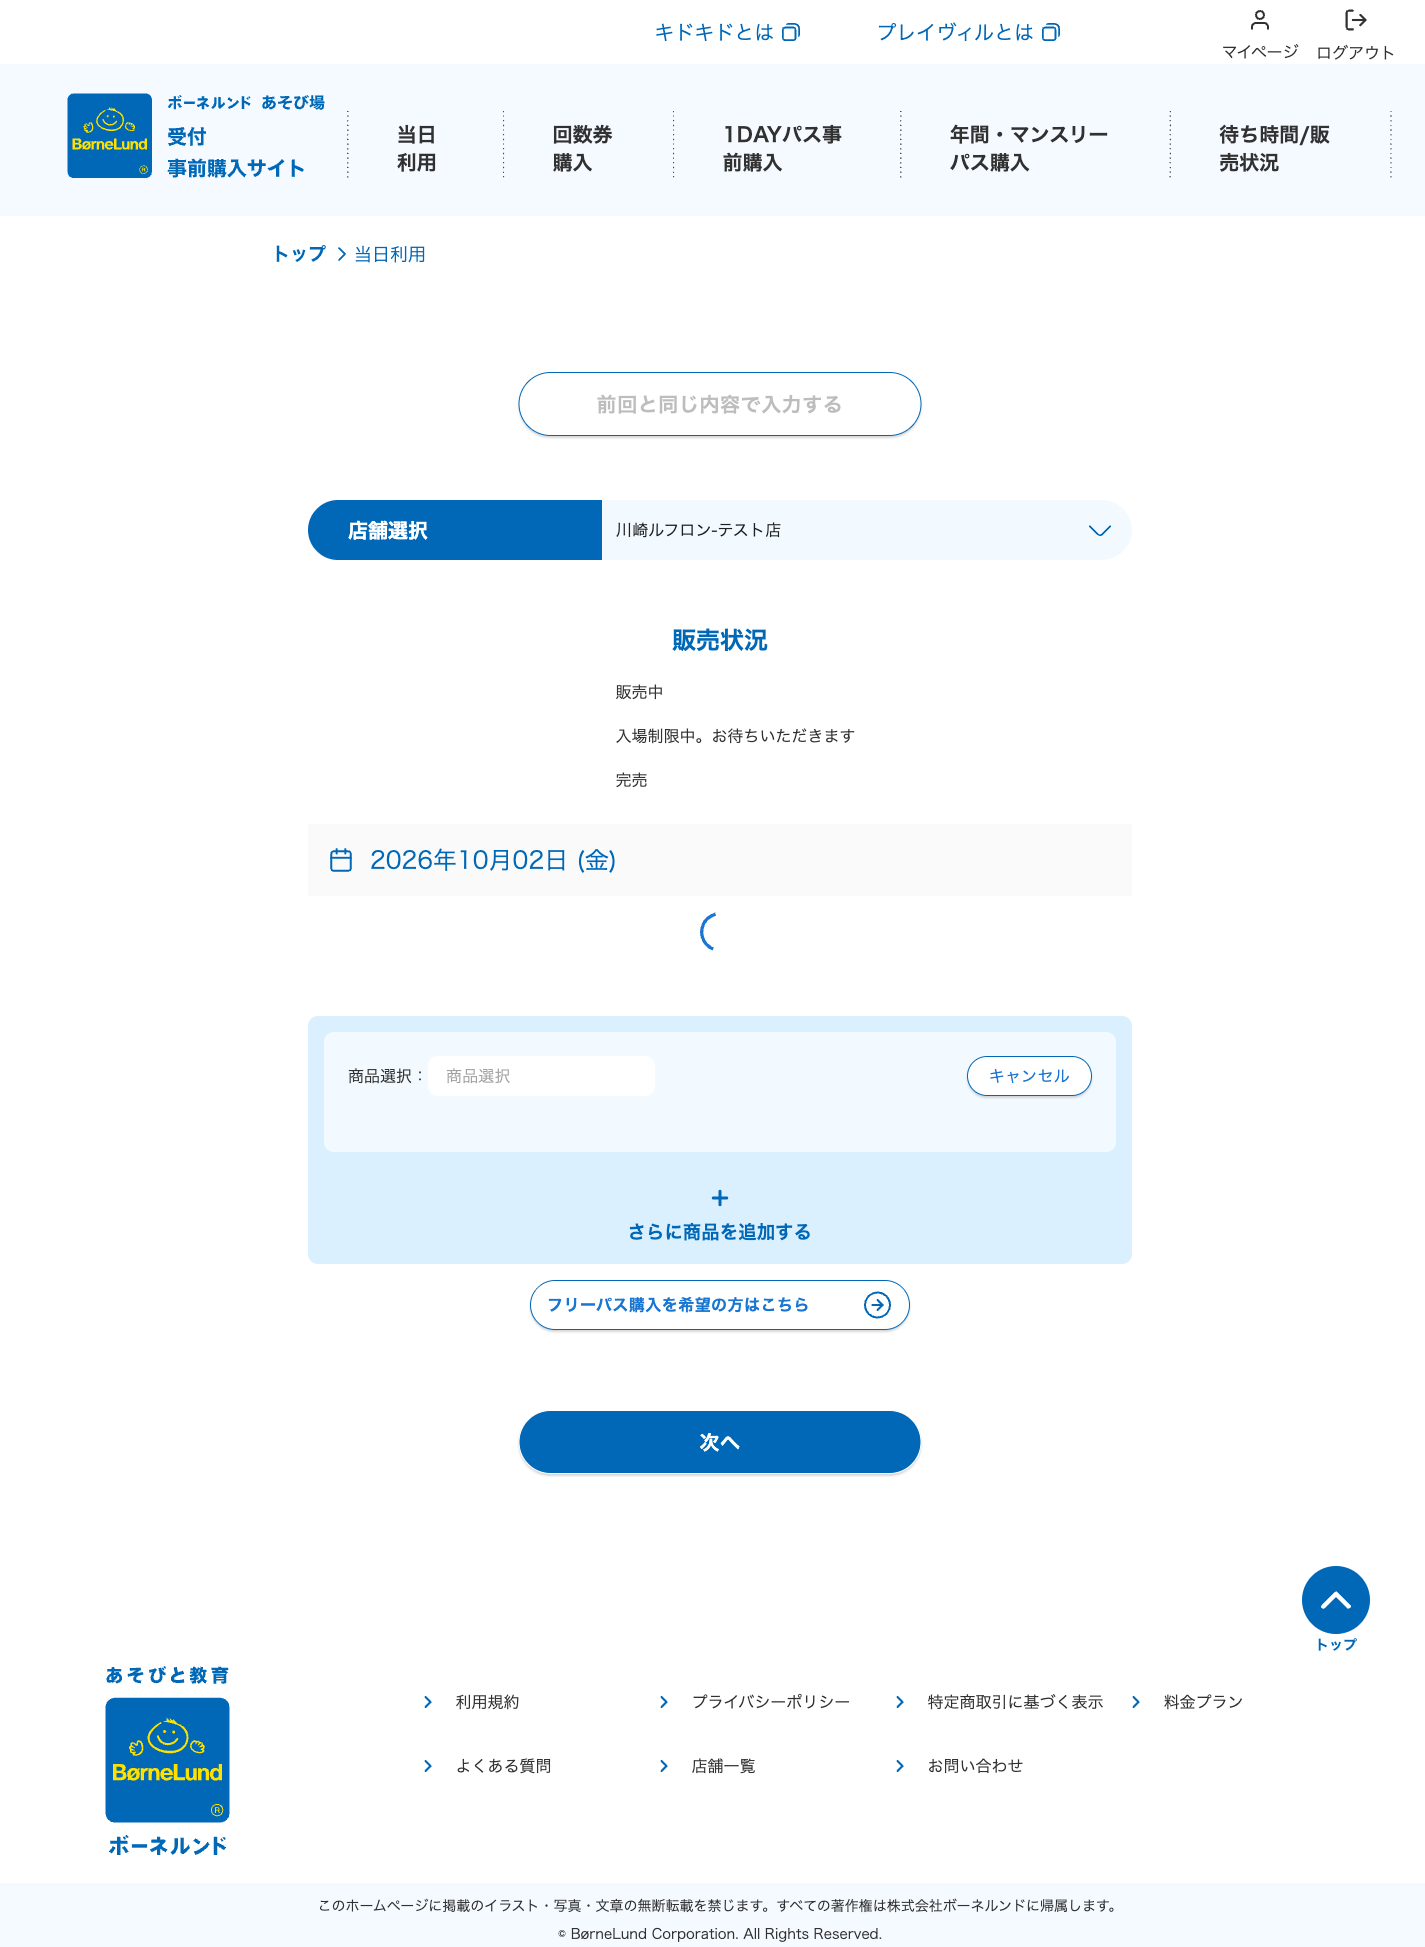 キドキドとは
プレイヴィルとは
マイページ
ログアウト
BørneLund
ボーネルンド あそび場
受付
事前購入サイト
当日
利用
回数券
購入
1DAYパス事
前購入
年間・マンスリー
パス購入
待ち時間/販
売状況
トップ
当日利用
前回と同じ内容で入力する
店舗選択
川崎ルフロン-テスト店
販売状況
販売中
入場制限中。お待ちいただきます
完売
2026年10月02日 (金)
商品選択：
商品選択
キャンセル
さらに商品を追加する
フリーパス購入を希望の方はこちら
次へ
トップ
あそびと教育
BørneLund
®
ボーネルンド
利用規約
プライバシーポリシー
特定商取引に基づく表示
料金プラン
よくある質問
店舗一覧
お問い合わせ
このホームページに掲載のイラスト・写真・文章の無断転載を禁じます。すべての著作権は株式会社ボーネルンドに帰属します。
© BørneLund Corporation. All Rights Reserved.